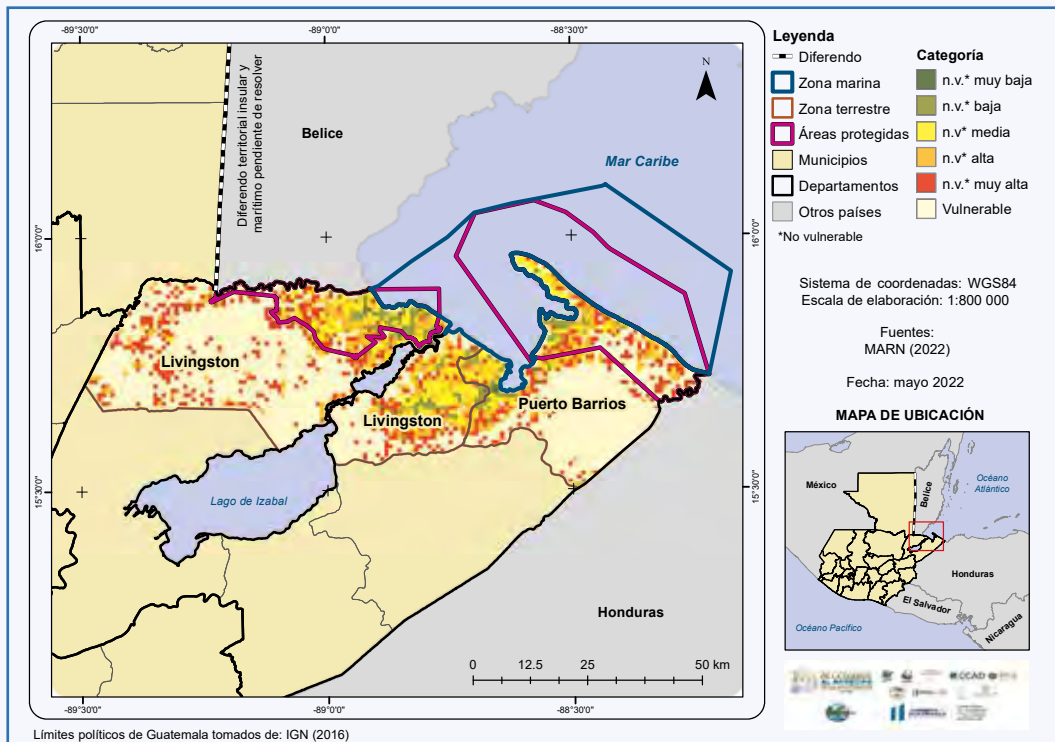 -89°30'0"
-89°0'0"
-88°30'0"
Diferendo territorial insular y
marítimo pendiente de resolver
Belice
N
Mar Caribe
16°0'0"
16°0'0"
Livingston
Livingston
Puerto Barrios
Lago de Izabal
15°30'0"
15°30'0"
Honduras
0 12.5 25 50 km
-89°30'0"
-89°0'0"
-88°30'0"
Límites políticos de Guatemala tomados de: IGN (2016)
Leyenda
Diferendo
Zona marina
Zona terrestre
Áreas protegidas
Municipios
Departamentos
Otros países
*No vulnerable
Categoría
n.v.* muy baja
n.v.* baja
n.v* media
n.v* alta
n.v.* muy alta
Vulnerable
Sistema de coordenadas: WGS84
Escala de elaboración: 1:800 000
Fuentes:
MARN (2022)
Fecha: mayo 2022
MAPA DE UBICACIÓN
México
Belice
Océano
Atlántico
Honduras
El Salvador
Nicaragua
Océano Pacífico
CCAD